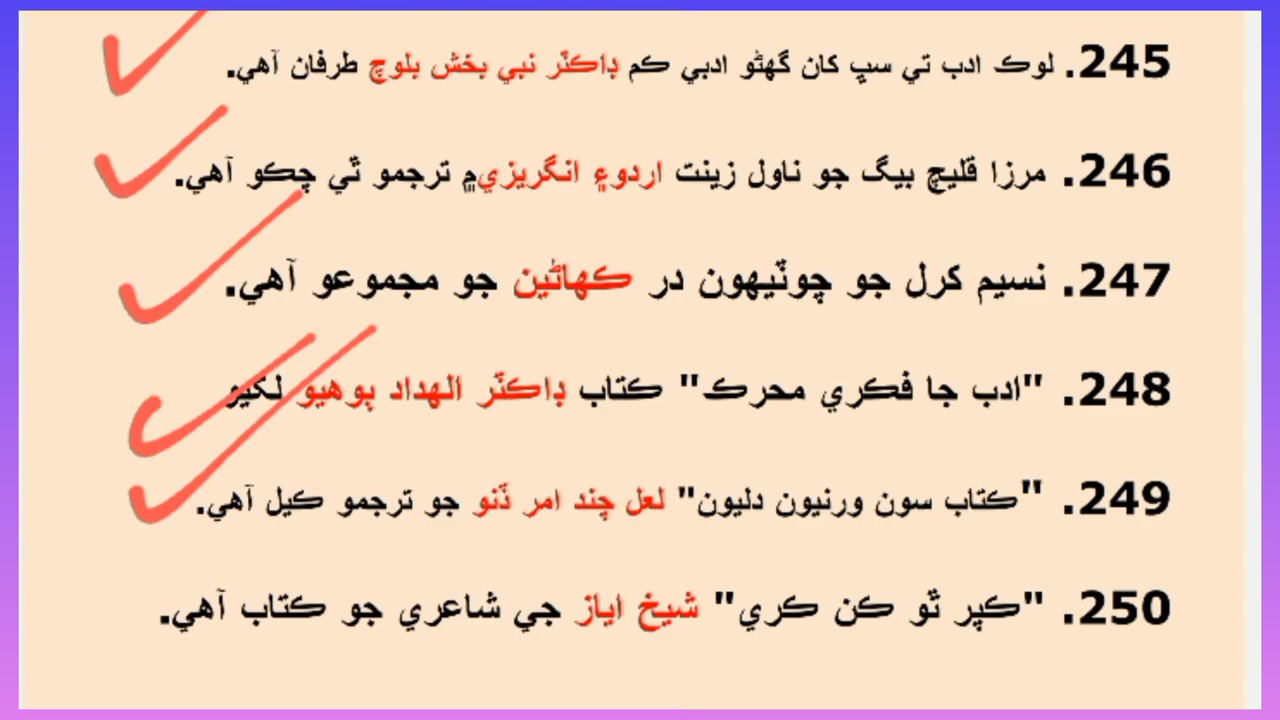 245. لوڪ ادب تي سڀ کان گهڻو ادبي ڪم ڊاڪٽر نبي بخش بلوچ طرفان آهي.
246. مرزا قليچ بيگ جو ناول زينت اردو۽ انگريزي۾ ترجمو ٿي چڪو آهي.
247. نسيم کرل جو چوٿيهون در ڪهاڻين جو مجموعو آهي.
248. "ادب جا فڪري محرڪ" ڪتاب ڊاڪٽر الهداد ٻوهيو لکيو
249. "ڪتاب سون ورنيون دليون" لعل چند امر ڏنو جو ترجمو ڪيل آهي.
250. "ڪپر ٿو ڪن ڪري" شيخ اياز جي شاعري جو ڪتاب آهي.